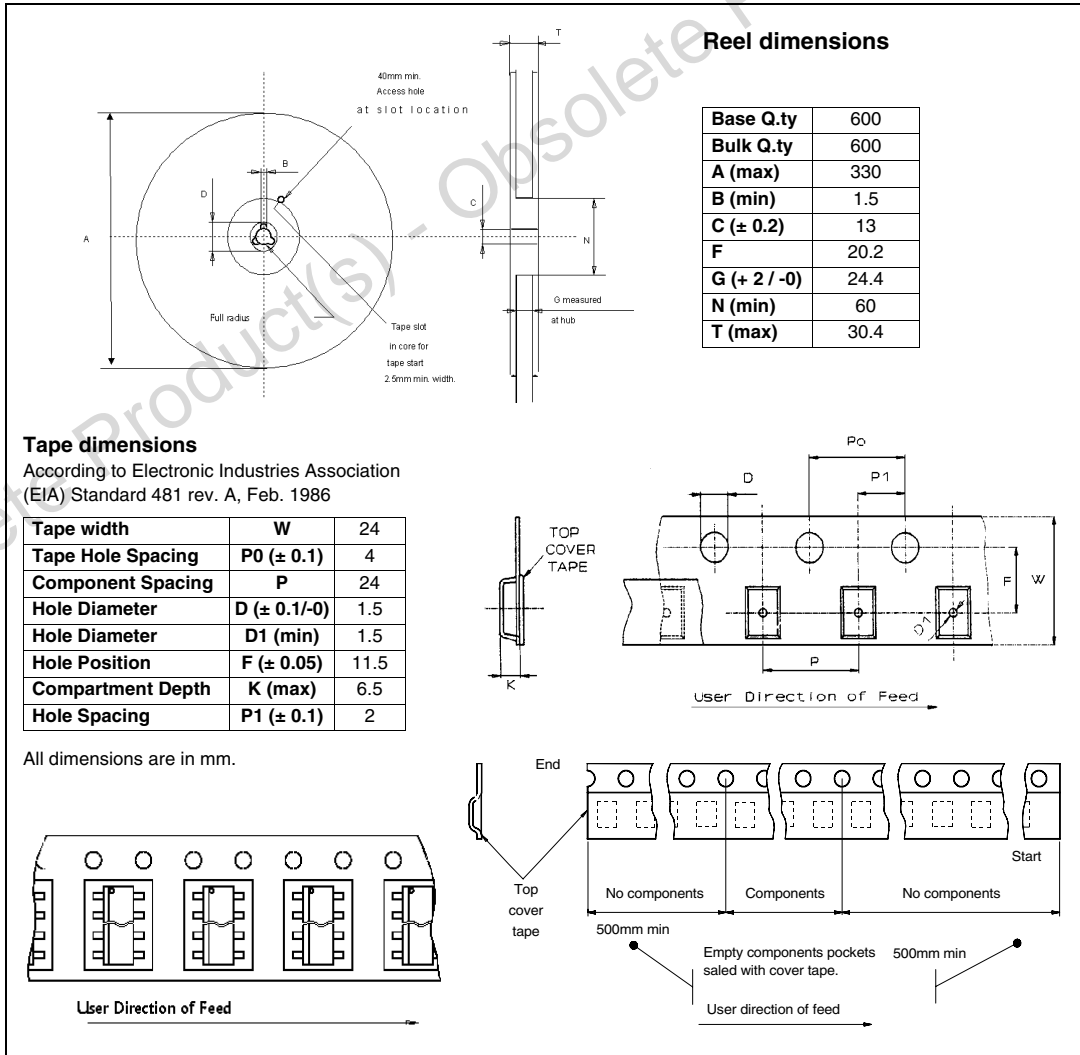 Obsolete Product(s) - Obsolete P
ete Product(s)
Reel dimensions
T
40mm min.
Access hole
at slot location
B
D
C
A
N
G measured
at hub
Full radius
Tape slot
in core for
tape start
2.5mm min. width.
Base Q.ty 600
Bulk Q.ty 600
A (max) 330
B (min) 1.5
C (± 0.2) 13
F 20.2
G (+ 2 / -0) 24.4
N (min) 60
T (max) 30.4
Tape dimensions
According to Electronic Industries Association
(EIA) Standard 481 rev. A, Feb. 1986
Tape width W 24
Tape Hole Spacing P0 (± 0.1) 4
Component Spacing P 24
Hole Diameter D (± 0.1/-0) 1.5
Hole Diameter D1 (min) 1.5
Hole Position F (± 0.05) 11.5
Compartment Depth K (max) 6.5
Hole Spacing P1 (± 0.1) 2
All dimensions are in mm.
Po
D
P1
TOP
COVER
TAPE
F
W
D1
P
K
User Direction of Feed
End
Start
Top
cover
tape
No components
Components
No components
500mm min
Empty components pockets
saled with cover tape.
500mm min
User direction of feed
User Direction of Feed